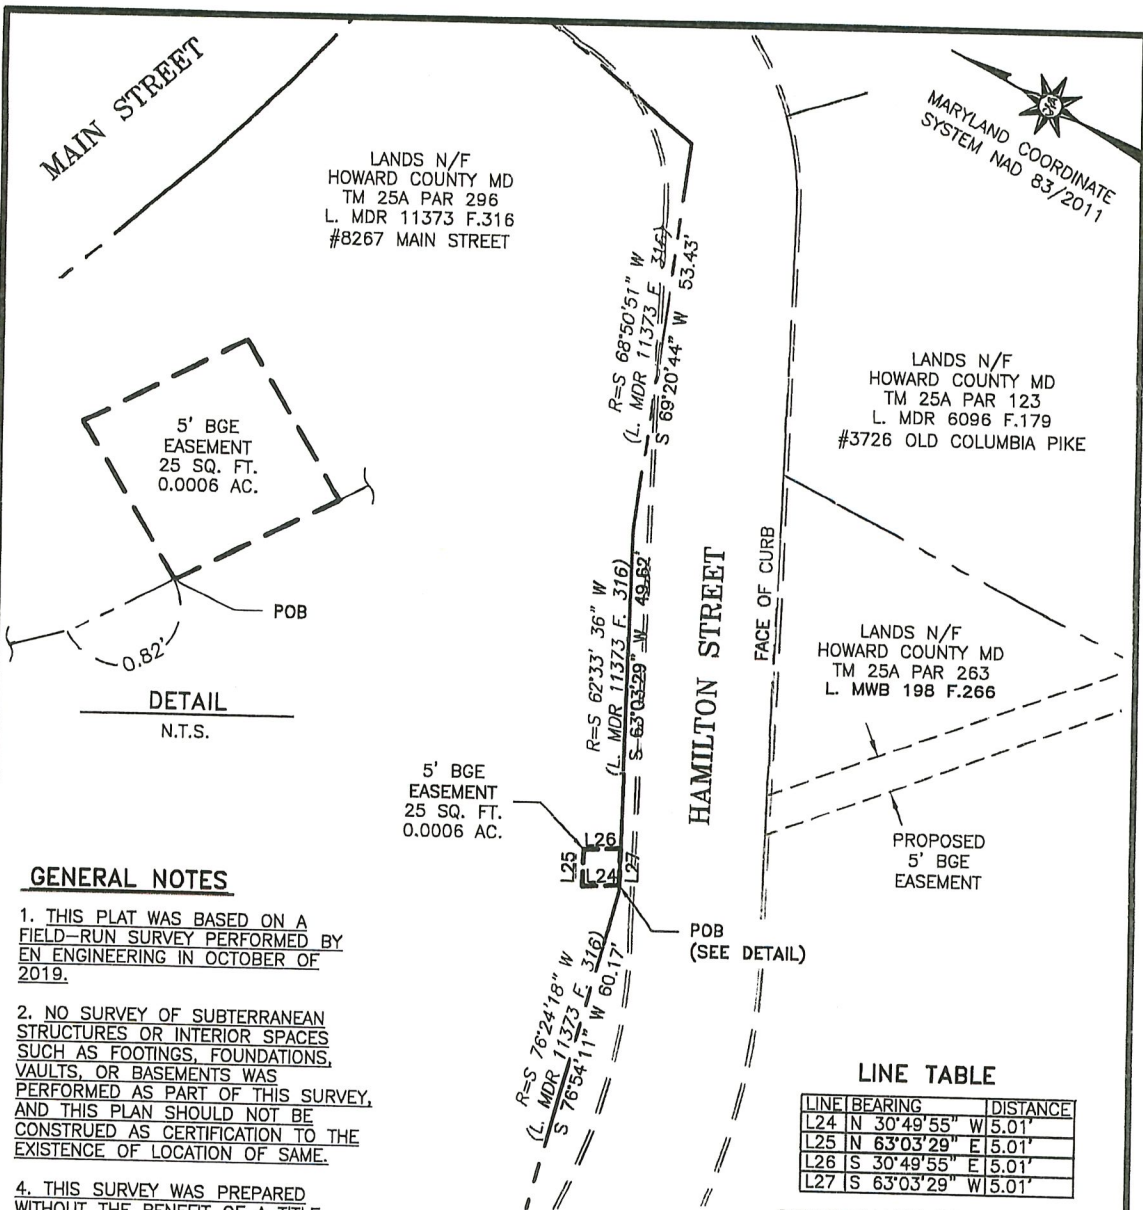 MAIN STREET
LANDS N/F
HOWARD COUNTY MD
TM 25A PAR 296
L. MDR 11373 F.316
#8267 MAIN STREET
MARYLAND COORDINATE
SYSTEM NAD 83/2011
R=S 68°50'51" W
(L. MDR 11373 F. 316)
S 69°20'44" W 53.43'
LANDS N/F
HOWARD COUNTY MD
TM 25A PAR 123
L. MDR 6096 F.179
#3726 OLD COLUMBIA PIKE
5' BGE
EASEMENT
25 SQ. FT.
0.0006 AC.
POB
0.82'
DETAIL
N.T.S.
R=S 62°33' 36" W
(L. MDR 11373 F. 316)
S 63°03'29" W 49.62'
HAMILTON STREET
FACE OF CURB
LANDS N/F
HOWARD COUNTY MD
TM 25A PAR 263
L. MWB 198 F.266
5' BGE
EASEMENT
25 SQ. FT.
0.0006 AC.
L26
L25
L24
L27
PROPOSED
5' BGE
EASEMENT
POB
(SEE DETAIL)
R=S 76°24'18" W
(L. MDR 11373 F. 316)
S 76°54'11" W 60.17'
GENERAL NOTES
1. THIS PLAT WAS BASED ON A
FIELD-RUN SURVEY PERFORMED BY
EN ENGINEERING IN OCTOBER OF
2019.
2. NO SURVEY OF SUBTERRANEAN
STRUCTURES OR INTERIOR SPACES
SUCH AS FOOTINGS, FOUNDATIONS,
VAULTS, OR BASEMENTS WAS
PERFORMED AS PART OF THIS SURVEY,
AND THIS PLAN SHOULD NOT BE
CONSTRUED AS CERTIFICATION TO THE
EXISTENCE OF LOCATION OF SAME.
4. THIS SURVEY WAS PREPARED
WITHOUT THE BENEFIT OF A TITLE
LINE TABLE
LINE BEARING DISTANCE
L24 N 30°49'55" W 5.01'
L25 N 63°03'29" E 5.01'
L26 S 30°49'55" E 5.01'
L27 S 63°03'29" W 5.01'